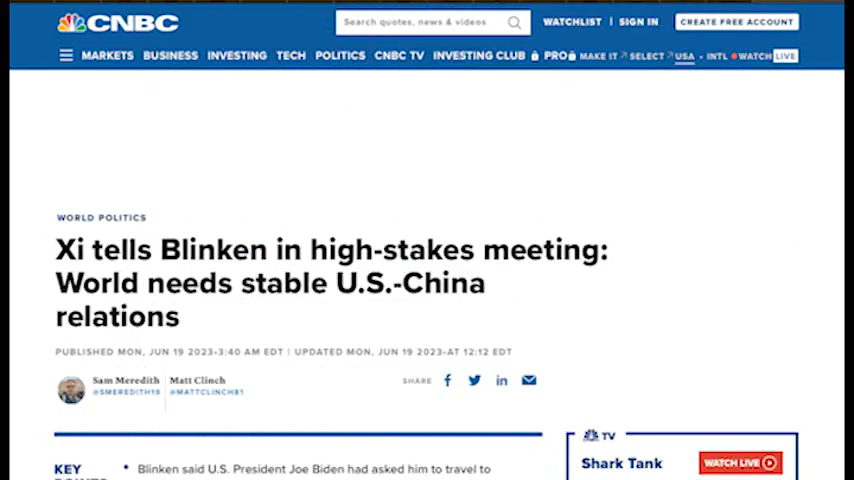 CNBC
Search quotes, news & videos
WATCHLIST | SIGN IN
CREATE FREE ACCOUNT
MARKETS BUSINESS INVESTING TECH POLITICS CNBC TV INVESTING CLUB PRO MAKE IT SELECT USA • INTL WATCH LIVE
WORLD POLITICS
Xi tells Blinken in high-stakes meeting:
World needs stable U.S.-China
relations
PUBLISHED MON, JUN 19 2023-3:40 AM EDT | UPDATED MON, JUN 19 2023-AT 12:12 EDT
Sam Meredith
@SMEREDITH19
Matt Clinch
@MATTCLINCH81
SHARE
KEY
• Blinken said U.S. President Joe Biden had asked him to travel to
TV
Shark Tank
WATCH LIVE